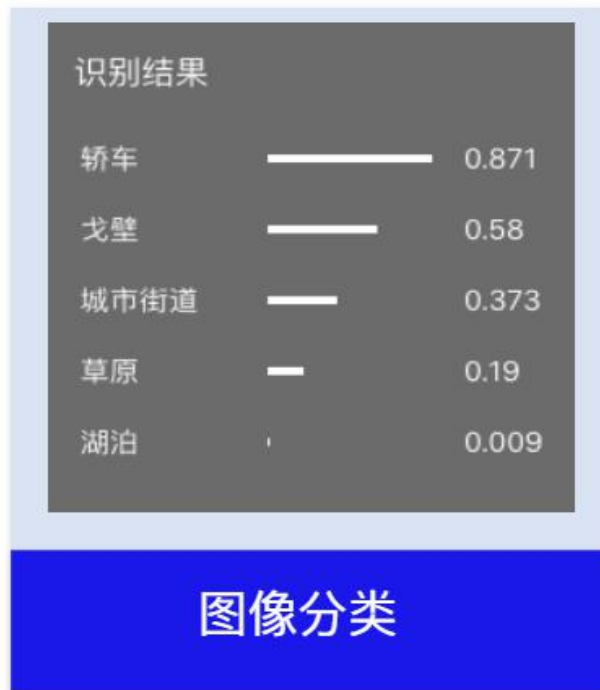 识别结果
轿车 0.871
戈壁 0.58
城市街道 0.373
草原 0.19
湖泊 0.009
图像分类